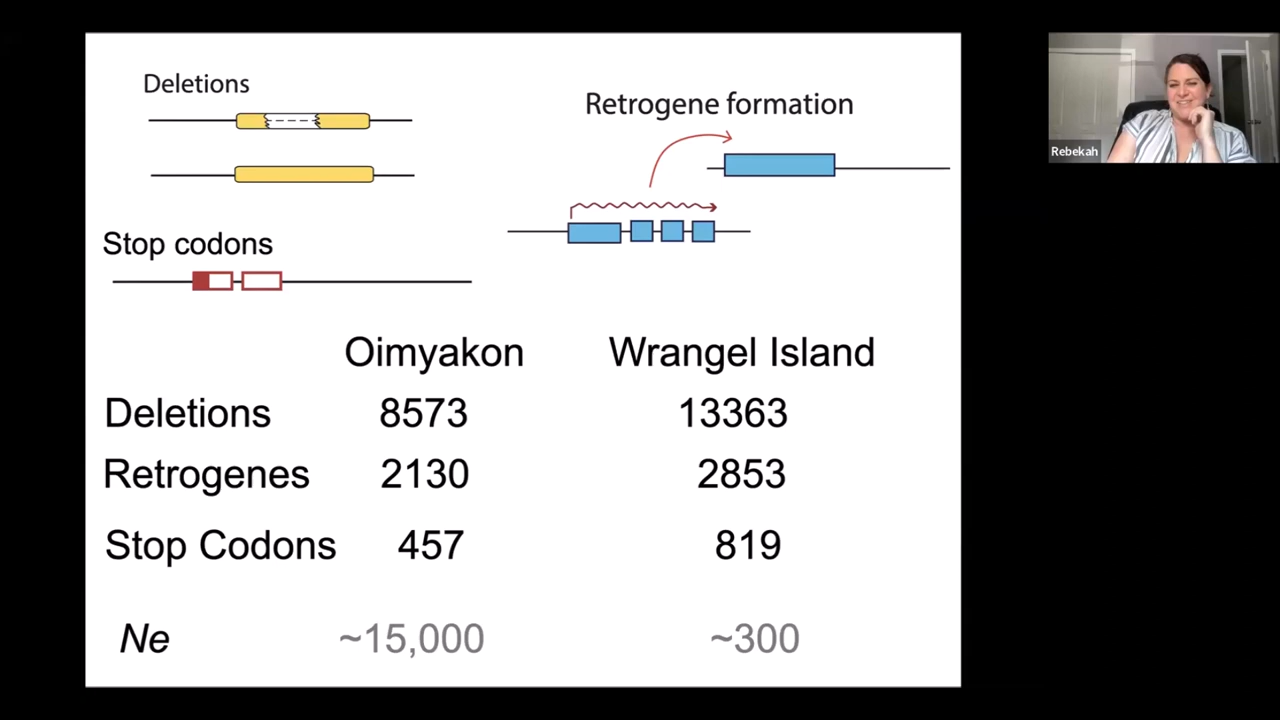 Deletions
Retrogene formation
Rebekah
Stop codons
Oimyakon Wrangel Island
Deletions 8573 13363
Retrogenes 2130 2853
Stop Codons 457 819
Ne ~15,000 ~300